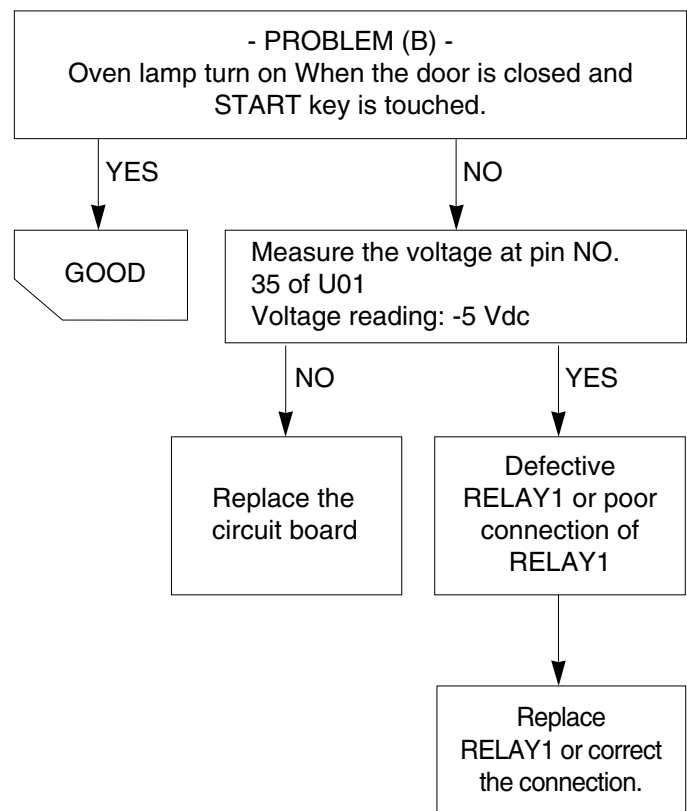 - PROBLEM (B) -
Oven lamp turn on When the door is closed and
START key is touched.
YES
NO
GOOD
Measure the voltage at pin NO.
35 of U01
Voltage reading: -5 Vdc
NO
YES
Replace the
circuit board
Defective
RELAY1 or poor
connection of
RELAY1
Replace
RELAY1 or correct
the connection.